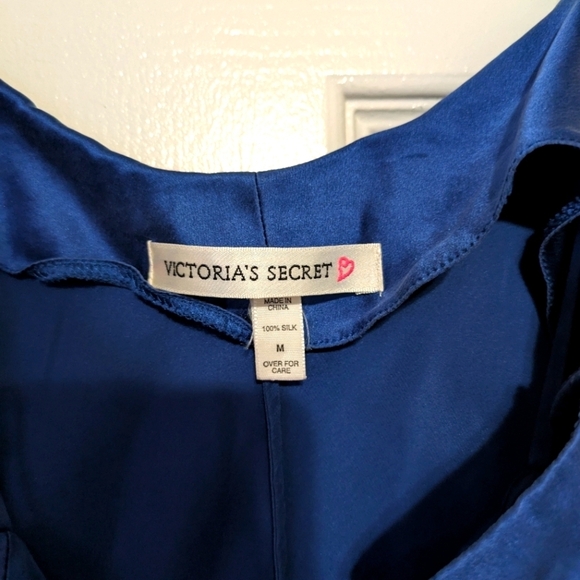 VICTORIA'S SECRET
MADE IN
CHINA
100% SILK
M
OVER FOR
CARE